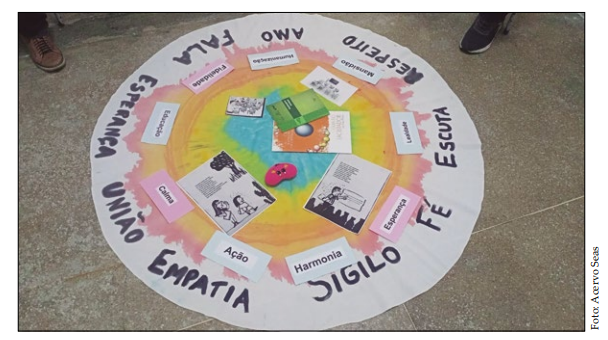 FALA
AMO
RESPEITO
ESCUTA
FÉ
SIGILO
EMPATIA
UNIÃO
ESPERANÇA
Humanização
Mansidão
Lealdade
Esperança
Harmonia
Ação
Calma
Educação
Fidelidade
Foto: Acervo Seas